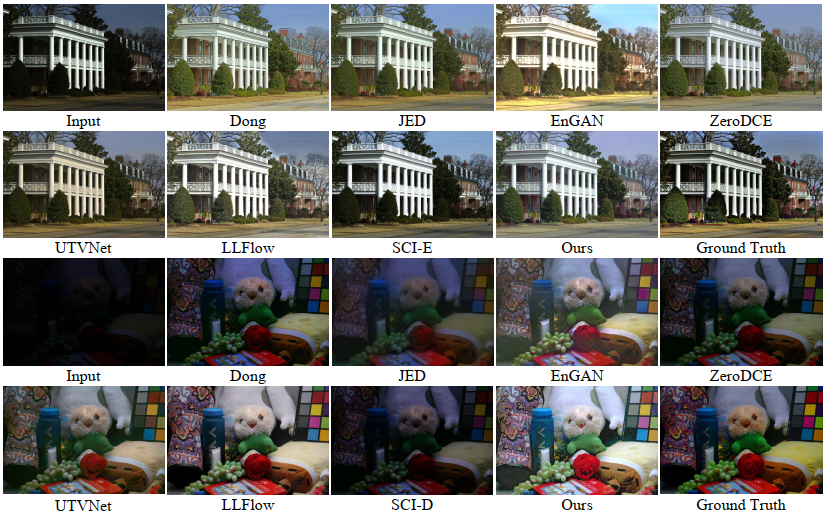 Input Dong JED EnGAN ZeroDCE
UTVNet LLFlow SCI-E Ours Ground Truth
Input Dong JED EnGAN ZeroDCE
UTVNet LLFlow SCI-D Ours Ground Truth